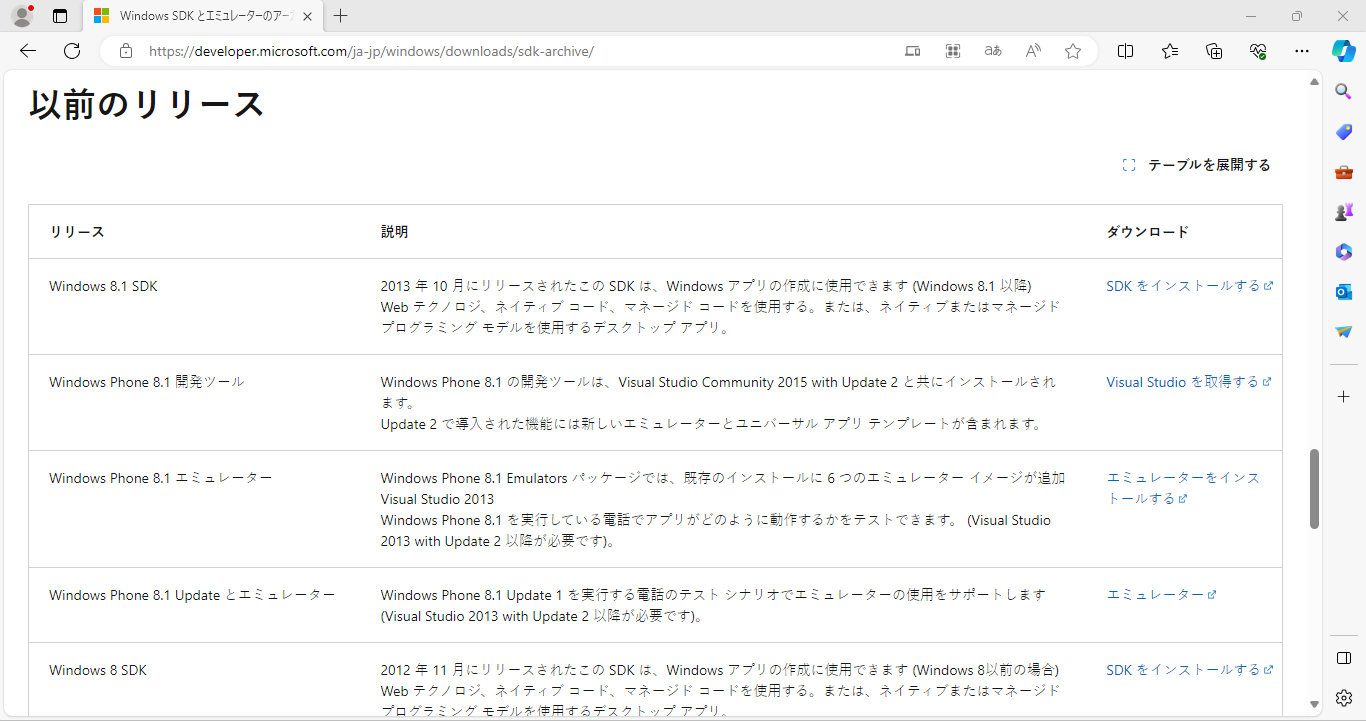 Windows SDK とエミュレーターのアー
https://developer.microsoft.com/ja-jp/windows/downloads/sdk-archive/
以前のリリース
テーブルを展開する
リリース 説明 ダウンロード
Windows 8.1 SDK
2013 年 10 月にリリースされたこの SDK は、Windows アプリの作成に使用できます (Windows 8.1 以降)
Web テクノロジ、ネイティブ コード、マネージド コードを使用する。または、ネイティブまたはマネージド
プログラミング モデルを使用するデスクトップ アプリ。
SDK をインストールする
Windows Phone 8.1 開発ツール
Windows Phone 8.1 の開発ツールは、Visual Studio Community 2015 with Update 2 と共にインストールされ
ます。
Update 2 で導入された機能には新しいエミュレーターとユニバーサル アプリ テンプレートが含まれます。
Visual Studio を取得する
Windows Phone 8.1 エミュレーター
Windows Phone 8.1 Emulators パッケージでは、既存のインストールに 6 つのエミュレーター イメージが追加
Visual Studio 2013
Windows Phone 8.1 を実行している電話でアプリがどのように動作するかをテストできます。 (Visual Studio
2013 with Update 2 以降が必要です)。
エミュレーターをインス
トールする
Windows Phone 8.1 Update とエミュレーター
Windows Phone 8.1 Update 1 を実行する電話のテスト シナリオでエミュレーターの使用をサポートします
(Visual Studio 2013 with Update 2 以降が必要です)。
エミュレーター
Windows 8 SDK
2012 年 11 月にリリースされたこの SDK は、Windows アプリの作成に使用できます (Windows 8以前の場合)
Web テクノロジ、ネイティブ コード、マネージド コードを使用する。または、ネイティブまたはマネージド
プログラミング モデルを使用するデスクトップ アプリ。
SDK をインストールする